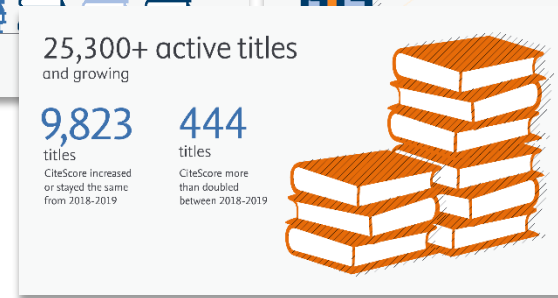 25,300+ active titles
and growing
9,823
titles
CiteScore increased
or stayed the same
from 2018-2019
444
titles
CiteScore more
than doubled
between 2018-2019